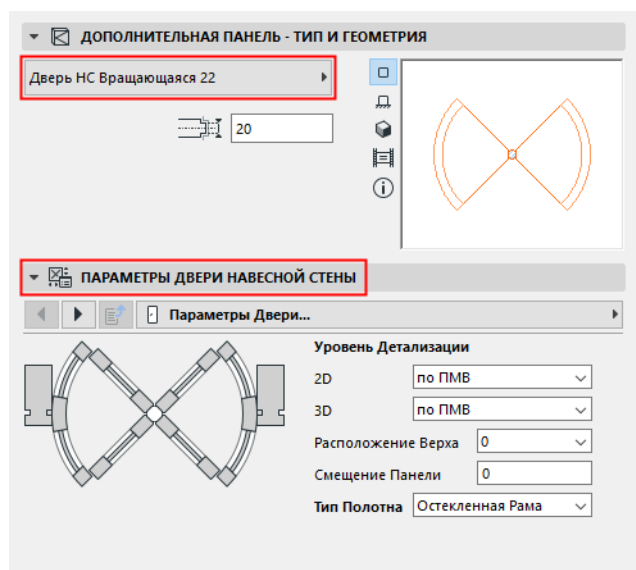 ДОПОЛНИТЕЛЬНАЯ ПАНЕЛЬ - ТИП И ГЕОМЕТРИЯ
Дверь НС Вращающаяся 22
20
ПАРАМЕТРЫ ДВЕРИ НАВЕСНОЙ СТЕНЫ
Параметры Двери...
Уровень Детализации
2D по ПМВ
3D по ПМВ
Расположение Верха 0
Смещение Панели 0
Тип Полотна Остекленная Рама